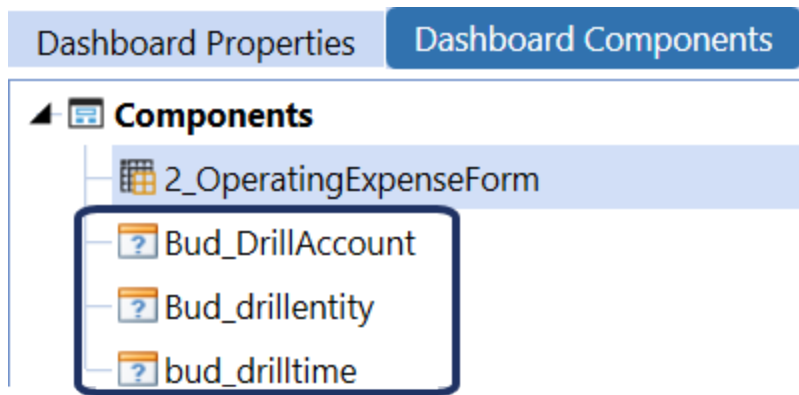 Dashboard Properties Dashboard Components
Components
2_OperatingExpenseForm
Bud_DrillAccount
Bud_drillentity
bud_drilltime